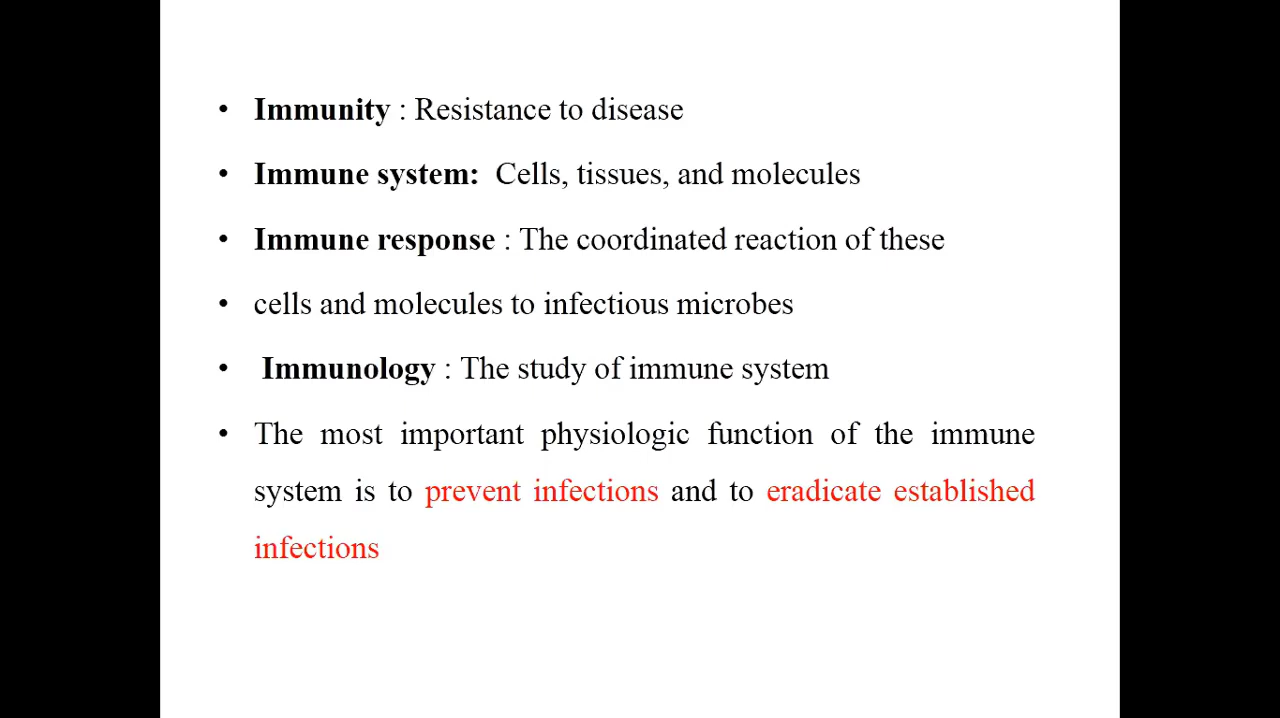 • Immunity : Resistance to disease
• Immune system: Cells, tissues, and molecules
• Immune response : The coordinated reaction of these
• cells and molecules to infectious microbes
• Immunology : The study of immune system
• The most important physiologic function of the immune
system is to prevent infections and to eradicate established
infections